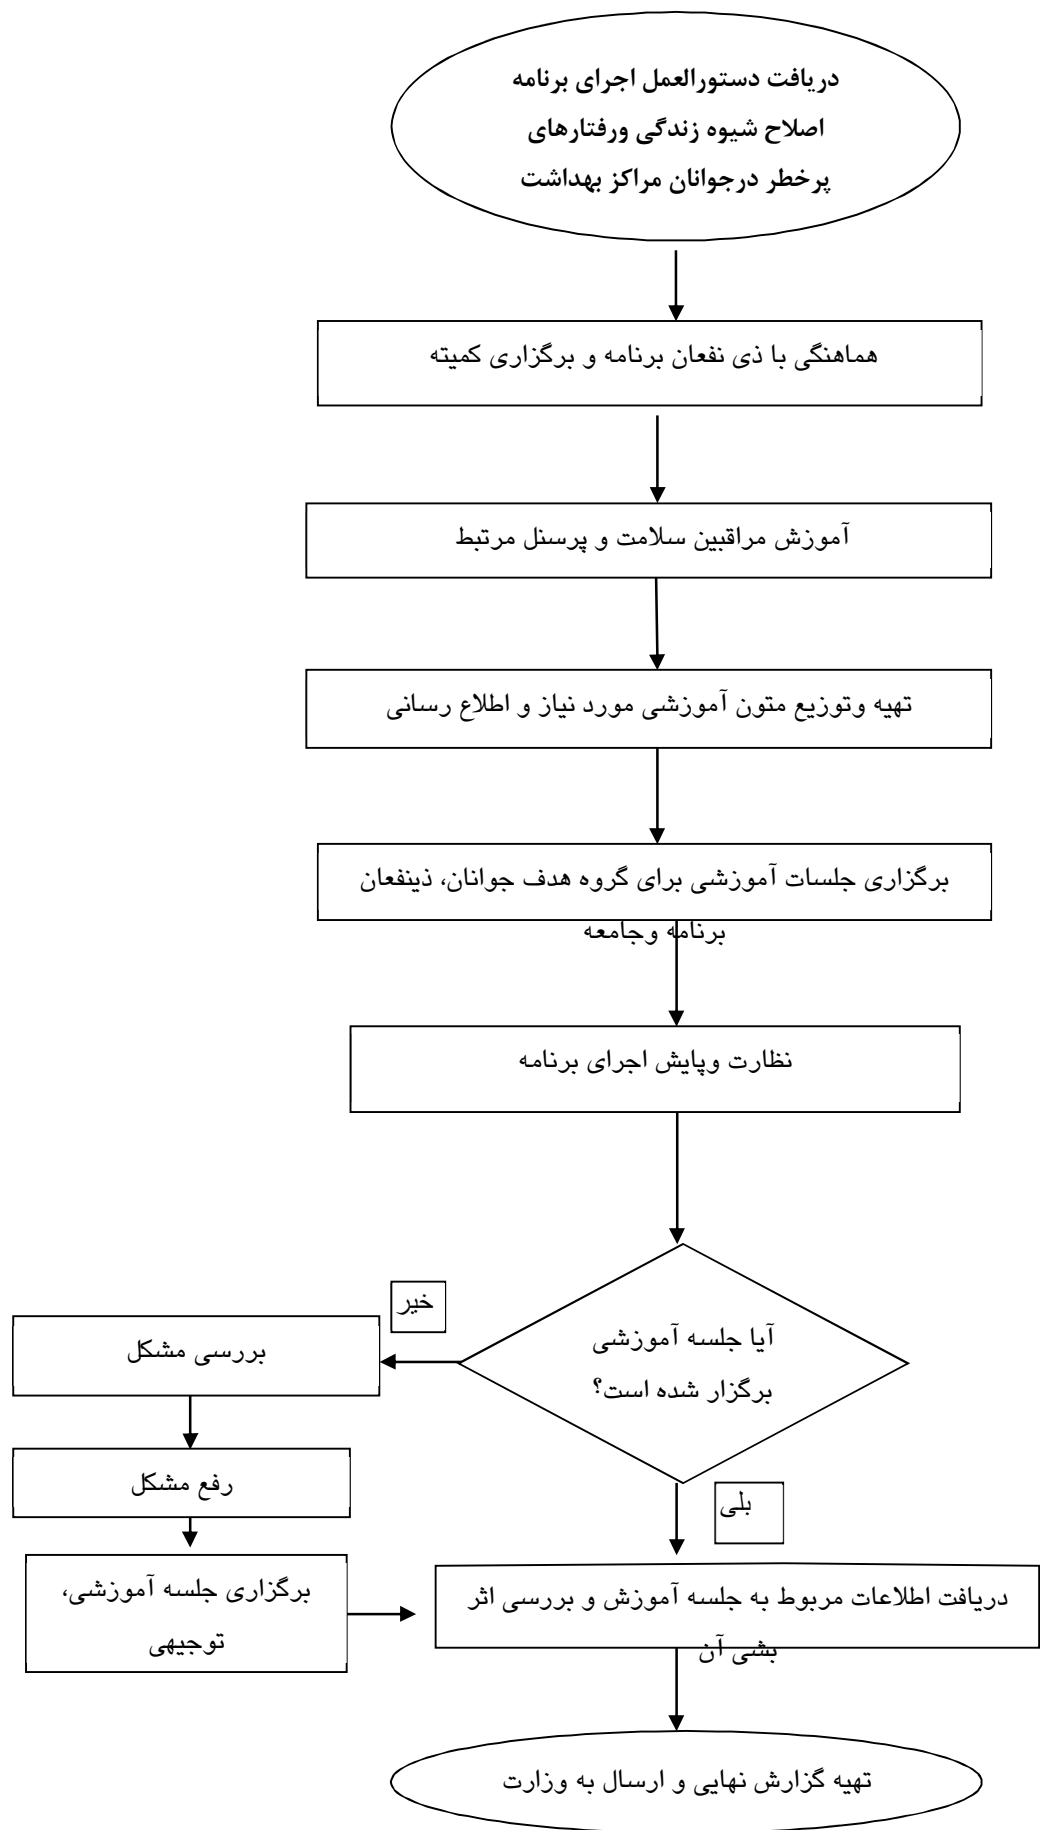 دریافت دستورالعمل اجرای برنامه
اصلاح شیوه زندگی ورفتارهای
پرخطر درجوانان مراکز بهداشت
هماهنگی با ذی نفعان برنامه و برگزاری کمیته
آموزش مراقبین سلامت و پرسنل مرتبط
تهیه وتوزیع متون آموزشی مورد نیاز و اطلاع رسانی
برگزاری جلسات آموزشی برای گروه هدف جوانان، ذینفعان
برنامه وجامعه
نظارت وپایش اجرای برنامه
آیا جلسه آموزشی
برگزار شده است؟
خیر
بررسی مشکل
رفع مشکل
برگزاری جلسه آموزشی،
توجیهی
بلی
دریافت اطلاعات مربوط به جلسه آموزش و بررسی اثر
بشی آن
تهیه گزارش نهایی و ارسال به وزارت